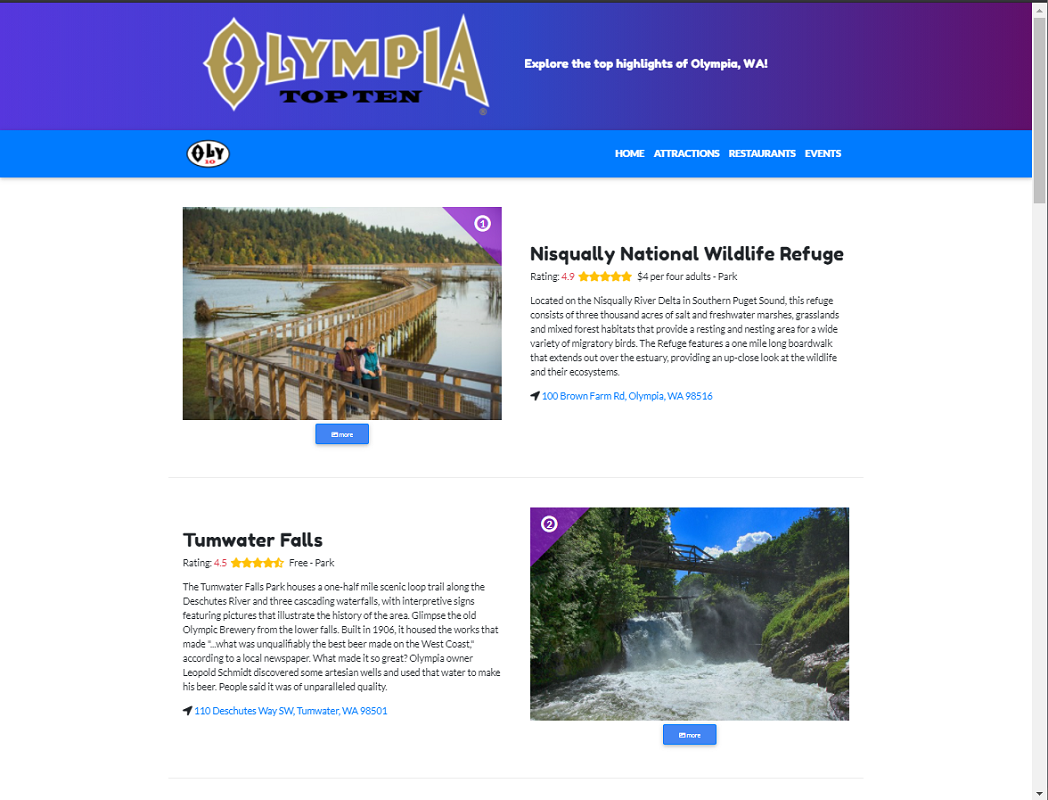 OLYMPIA
TOP TEN
Explore the top highlights of Olympia, WA!
OLY
10
HOME ATTRACTIONS RESTAURANTS EVENTS
1
Nisqually National Wildlife Refuge
Rating: 4.9 $4 per four adults - Park
Located on the Nisqually River Delta in Southern Puget Sound, this refuge
consists of three thousand acres of salt and freshwater marshes, grasslands
and mixed forest habitats that provide a resting and nesting area for a wide
variety of migratory birds. The Refuge features a one mile long boardwalk
that extends out over the estuary, providing an up-close look at the wildlife
and their ecosystems.
100 Brown Farm Rd, Olympia, WA 98516
more
Tumwater Falls
Rating: 4.5 Free - Park
The Tumwater Falls Park houses a one-half mile scenic loop trail along the
Deschutes River and three cascading waterfalls, with interpretive signs
featuring pictures that illustrate the history of the area. Glimpse the old
Olympic Brewery from the lower falls. Built in 1906, it housed the works that
made "...what was unqualifiably the best beer made on the West Coast,"
according to a local newspaper. What made it so great? Olympia owner
Leopold Schmidt discovered some artesian wells and used that water to make
his beer. People said it was of unparalleled quality.
110 Deschutes Way SW, Tumwater, WA 98501
2
more